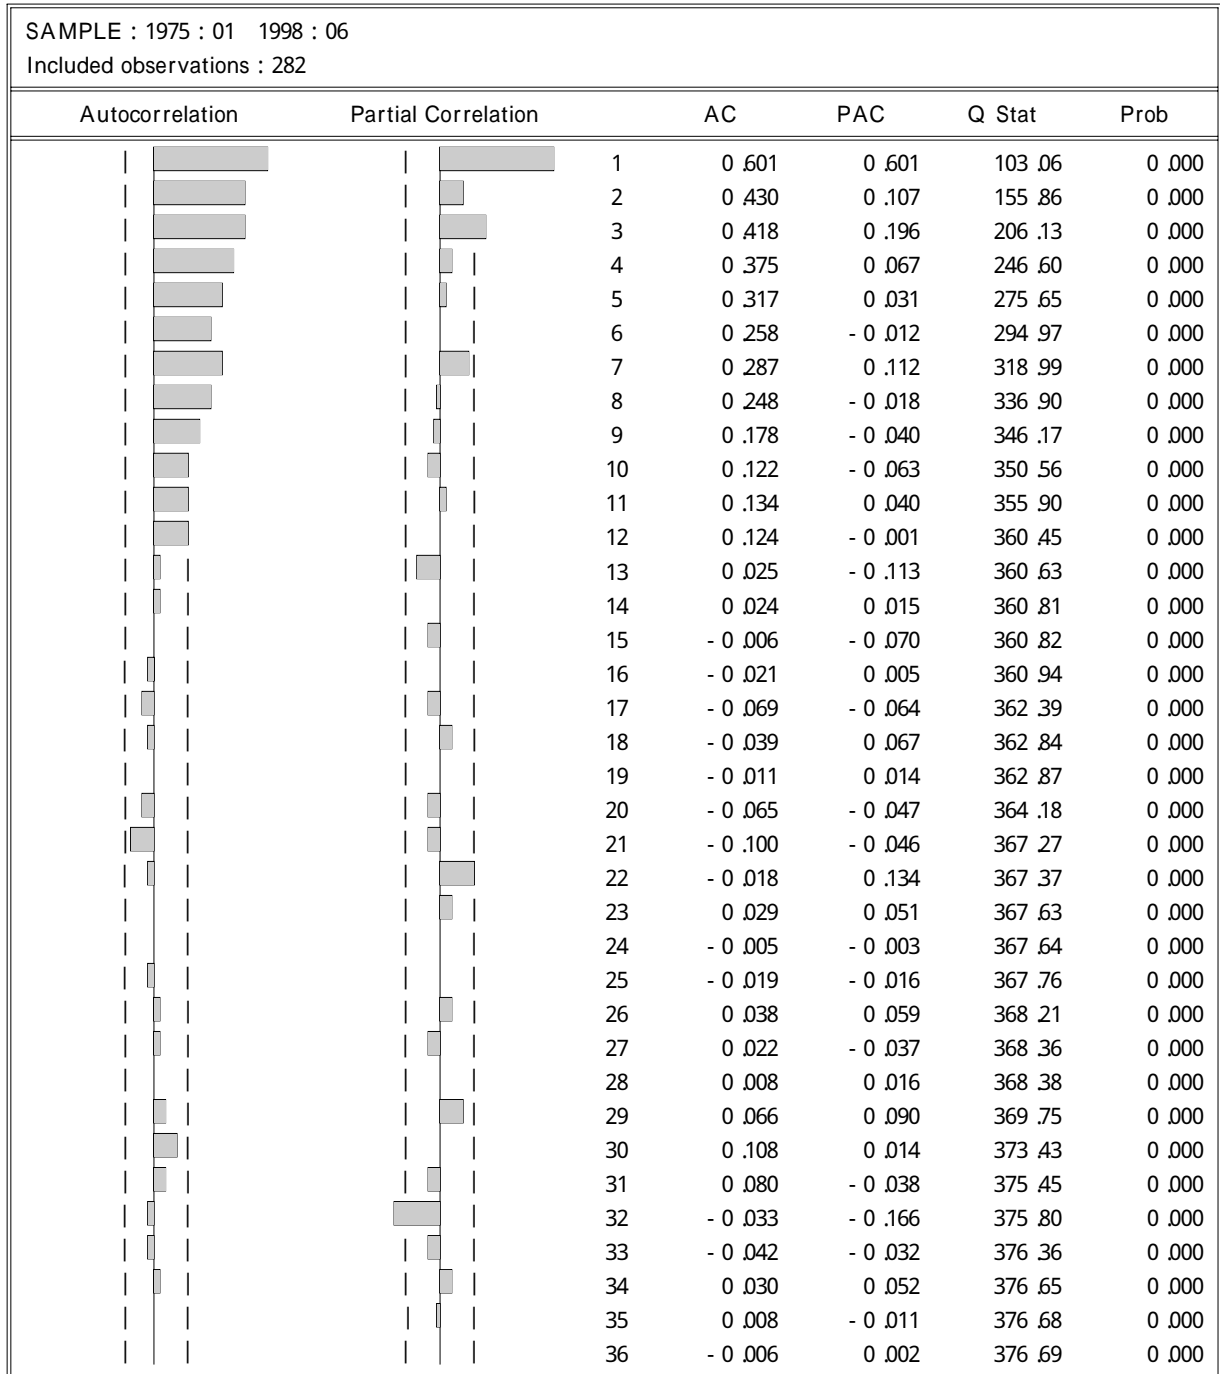 SAMPLE : 1975 : 01 1998 : 06
Included observations : 282
Autocorrelation Partial Correlation AC PAC Q Stat Prob
1 0.601 0.601 103.06 0.000
2 0.430 0.107 155.86 0.000
3 0.418 0.196 206.13 0.000
4 0.375 0.067 246.60 0.000
5 0.317 0.031 275.65 0.000
6 0.258 -0.012 294.97 0.000
7 0.287 0.112 318.99 0.000
8 0.248 -0.018 336.90 0.000
9 0.178 -0.040 346.17 0.000
10 0.122 -0.063 350.56 0.000
11 0.134 0.040 355.90 0.000
12 0.124 -0.001 360.45 0.000
13 0.025 -0.113 360.63 0.000
14 0.024 0.015 360.81 0.000
15 -0.006 -0.070 360.82 0.000
16 -0.021 0.005 360.94 0.000
17 -0.069 -0.064 362.39 0.000
18 -0.039 0.067 362.84 0.000
19 -0.011 0.014 362.87 0.000
20 -0.065 -0.047 364.18 0.000
21 -0.100 -0.046 367.27 0.000
22 -0.018 0.134 367.37 0.000
23 0.029 0.051 367.63 0.000
24 -0.005 -0.003 367.64 0.000
25 -0.019 -0.016 367.76 0.000
26 0.038 0.059 368.21 0.000
27 0.022 -0.037 368.36 0.000
28 0.008 0.016 368.38 0.000
29 0.066 0.090 369.75 0.000
30 0.108 0.014 373.43 0.000
31 0.080 -0.038 375.45 0.000
32 -0.033 -0.166 375.80 0.000
33 -0.042 -0.032 376.36 0.000
34 0.030 0.052 376.65 0.000
35 0.008 -0.011 376.68 0.000
36 -0.006 0.002 376.69 0.000